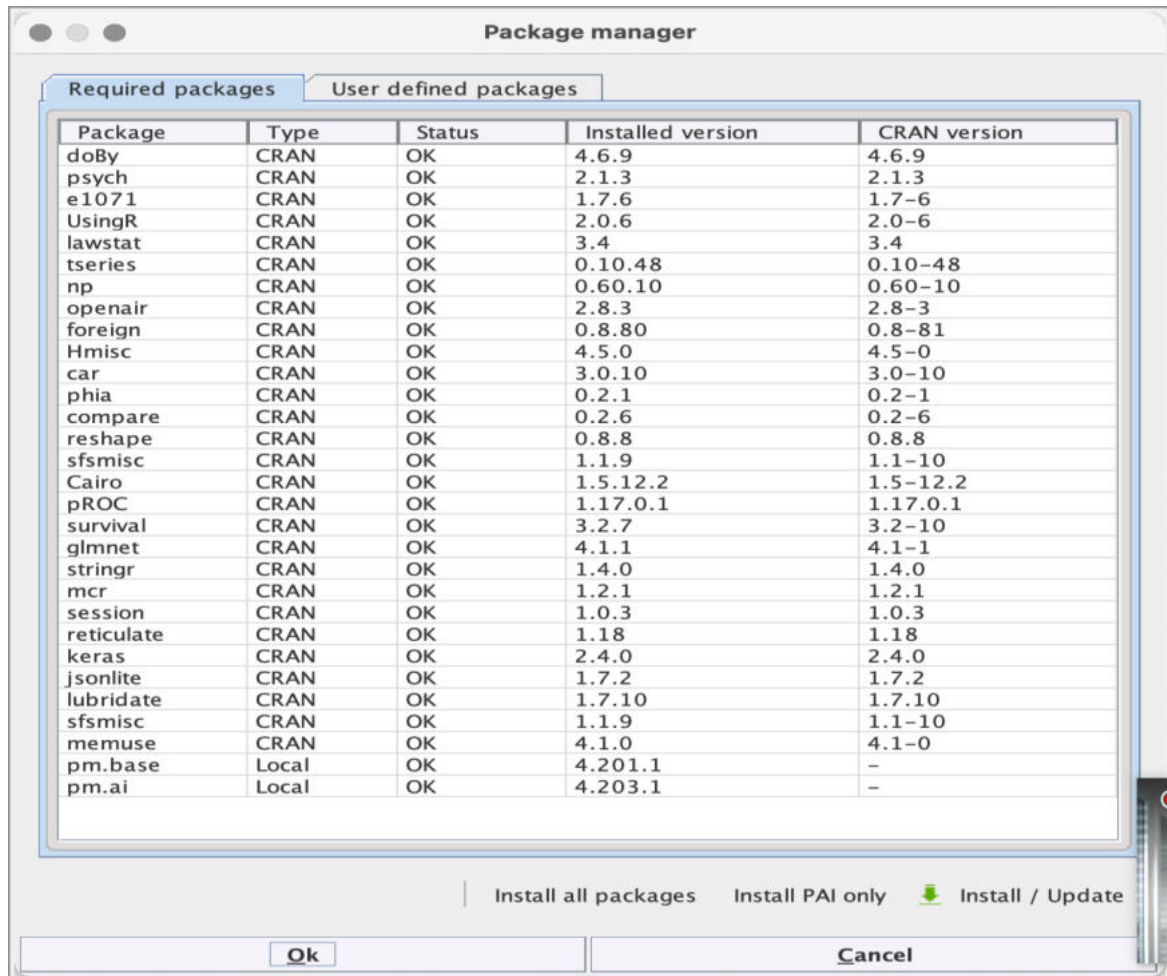 Package manager
Required packages User defined packages
Package Type Status Installed version CRAN version
doBy CRAN OK 4.6.9 4.6.9
psych CRAN OK 2.1.3 2.1.3
e1071 CRAN OK 1.7.6 1.7-6
UsingR CRAN OK 2.0.6 2.0-6
lawstat CRAN OK 3.4 3.4
tseries CRAN OK 0.10.48 0.10-48
np CRAN OK 0.60.10 0.60-10
openair CRAN OK 2.8.3 2.8-3
foreign CRAN OK 0.8.80 0.8-81
Hmisc CRAN OK 4.5.0 4.5-0
car CRAN OK 3.0.10 3.0-10
phia CRAN OK 0.2.1 0.2-1
compare CRAN OK 0.2.6 0.2-6
reshape CRAN OK 0.8.8 0.8.8
sfsmisc CRAN OK 1.1.9 1.1-10
Cairo CRAN OK 1.5.12.2 1.5-12.2
pROC CRAN OK 1.17.0.1 1.17.0.1
survival CRAN OK 3.2.7 3.2-10
glmnet CRAN OK 4.1.1 4.1-1
stringr CRAN OK 1.4.0 1.4.0
mcr CRAN OK 1.2.1 1.2.1
session CRAN OK 1.0.3 1.0.3
reticulate CRAN OK 1.18 1.18
keras CRAN OK 2.4.0 2.4.0
jsonlite CRAN OK 1.7.2 1.7.2
lubridate CRAN OK 1.7.10 1.7.10
sfsmisc CRAN OK 1.1.9 1.1-10
memuse CRAN OK 4.1.0 4.1-0
pm.base Local OK 4.201.1 -
pm.ai Local OK 4.203.1 -
Install all packages Install PAI only Install / Update
Ok Cancel